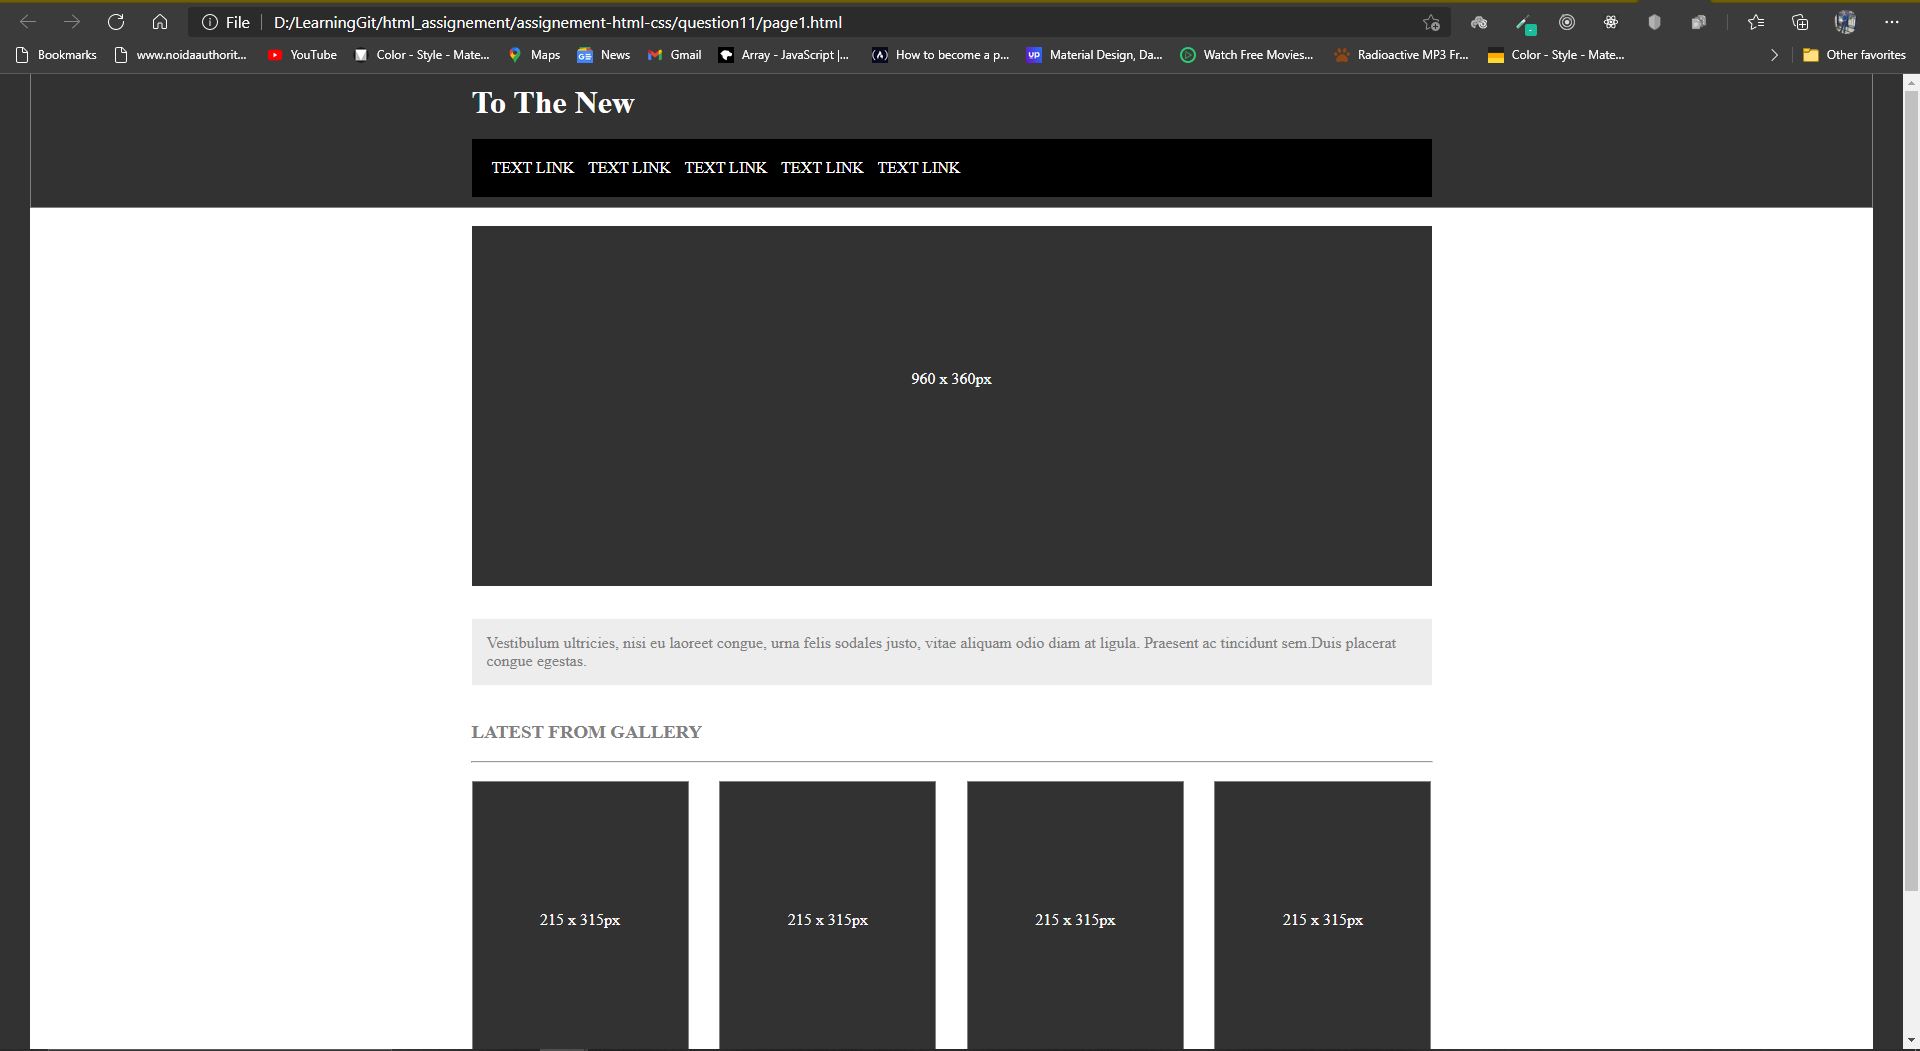 File D:/LearningGit/html_assignement/assignement-html-css/question11/page1.html
Bookmarks www.noidaauthorit... YouTube Color - Style - Mate... Maps News Gmail Array - JavaScript |... How to become a p... Material Design, Da... Watch Free Movies... Radioactive MP3 Fr... Color - Style - Mate... Other favorites
To The New
TEXT LINK TEXT LINK TEXT LINK TEXT LINK TEXT LINK
960 x 360px
Vestibulum ultricies, nisi eu laoreet congue, urna felis sodales justo, vitae aliquam odio diam at ligula. Praesent ac tincidunt sem.Duis placerat
congue egestas.
LATEST FROM GALLERY
215 x 315px 215 x 315px 215 x 315px 215 x 315px